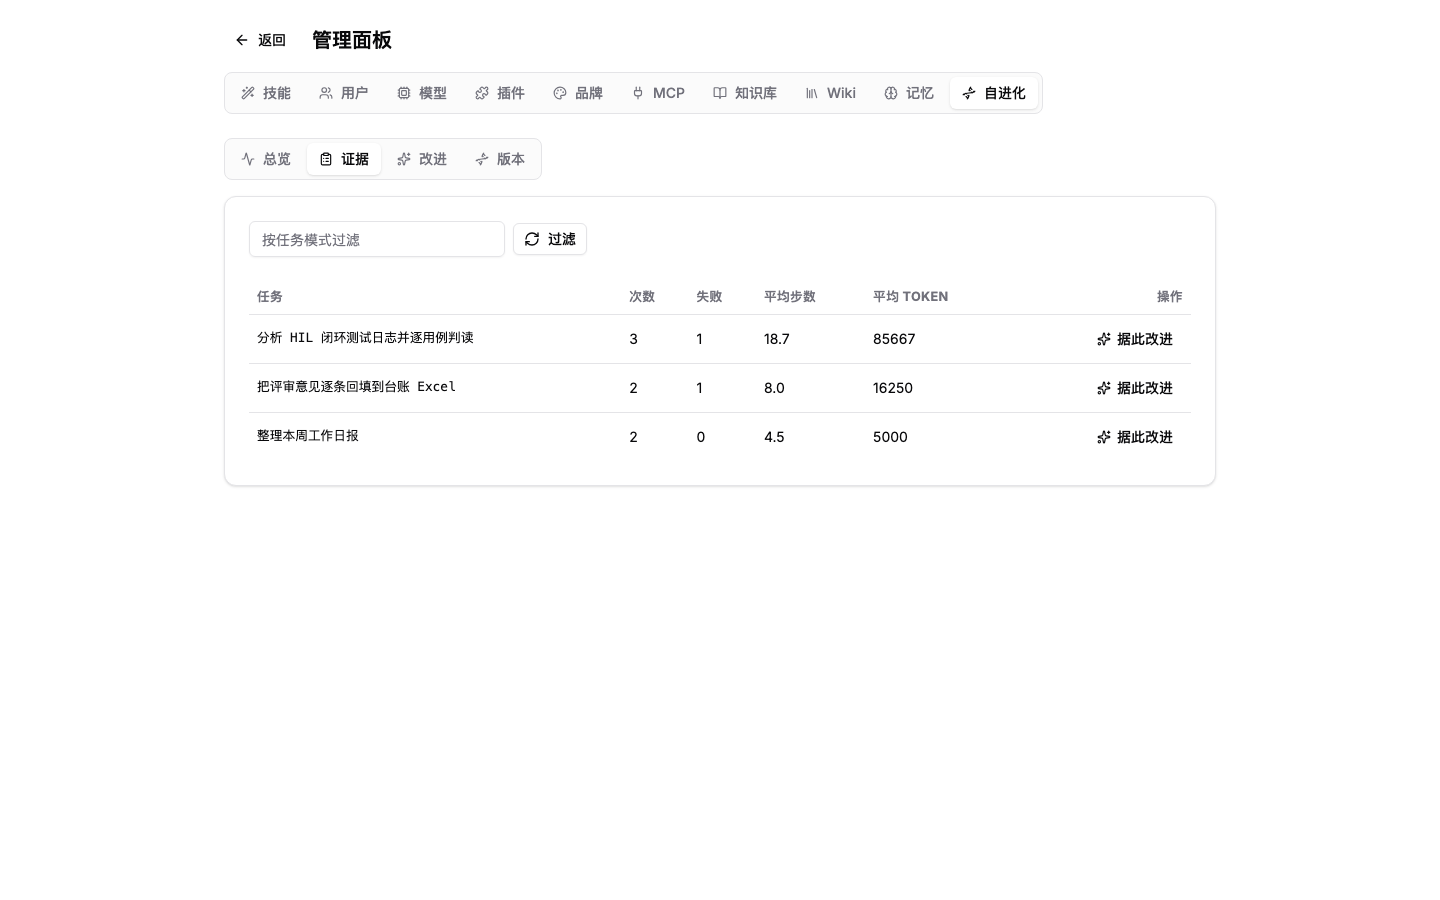 返回 管理面板
技能 用户 模型 插件 品牌 MCP 知识库 Wiki 记忆 自进化
总览 证据 改进 版本
按任务模式过滤 过滤
任务 次数 失败 平均步数 平均 TOKEN 操作
分析 HIL 闭环测试日志并逐用例判读 3 1 18.7 85667 据此改进
把评审意见逐条回填到台账 Excel 2 1 8.0 16250 据此改进
整理本周工作日报 2 0 4.5 5000 据此改进